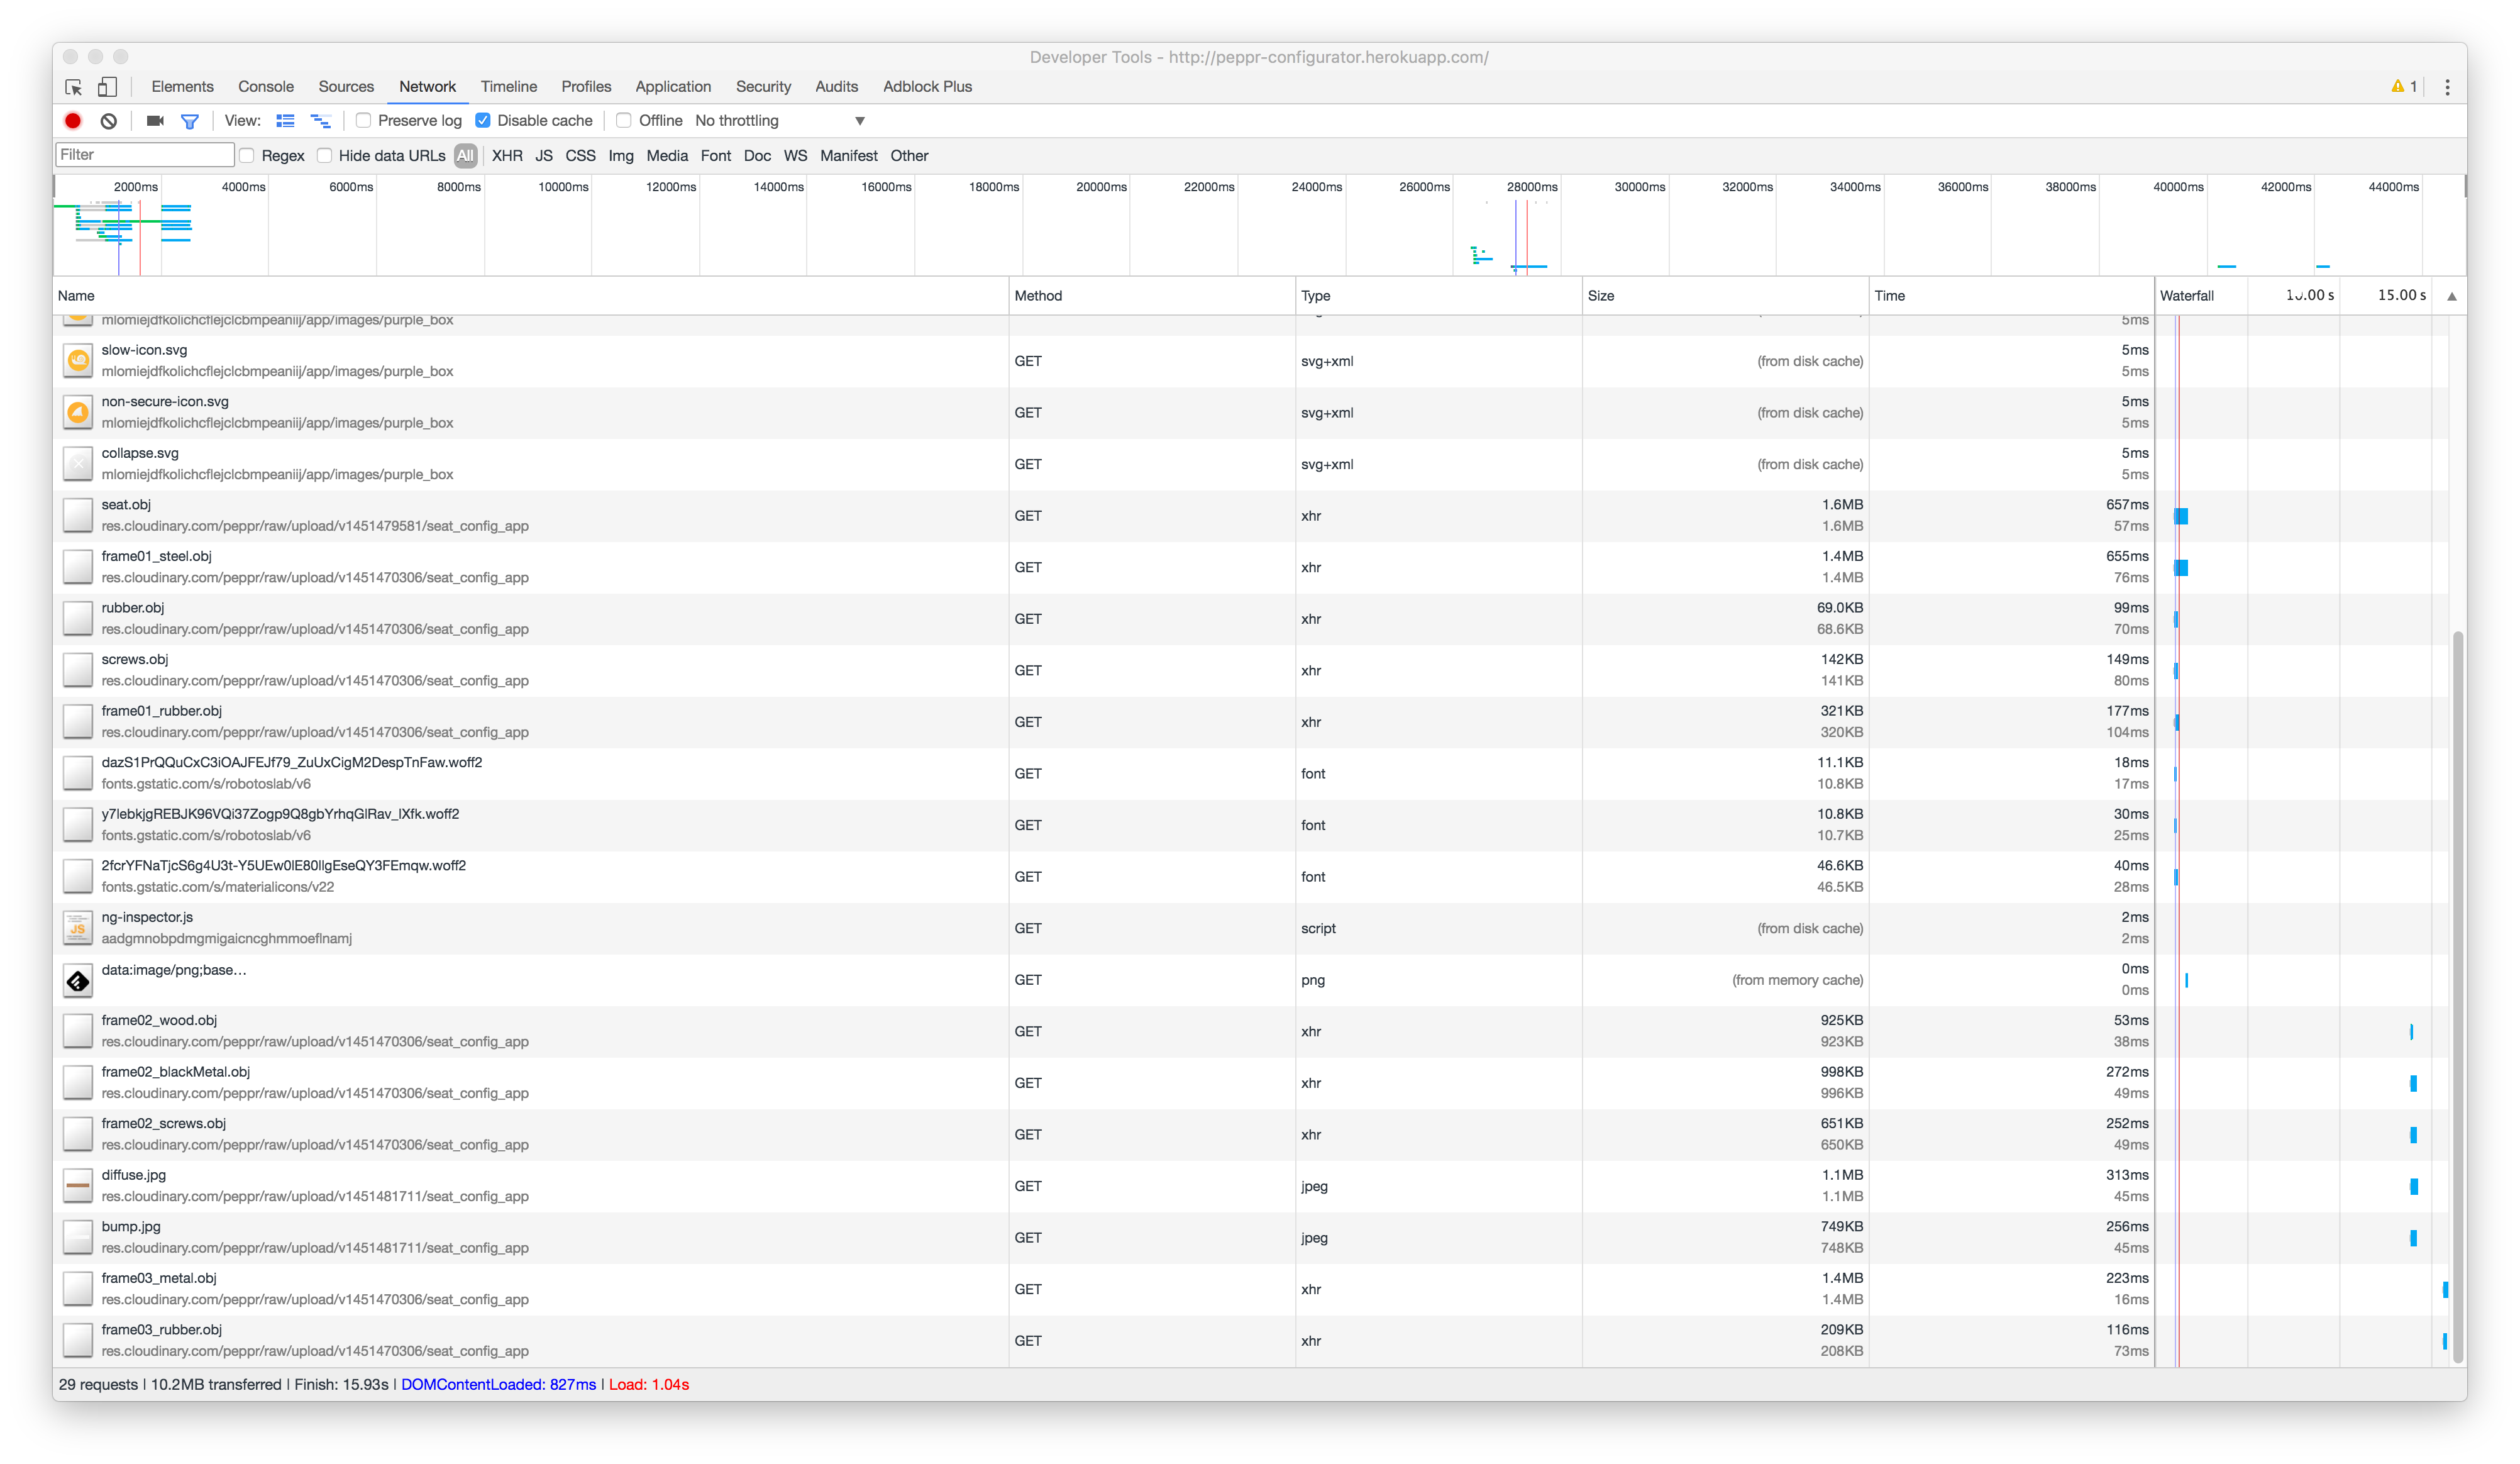 Developer Tools - http://peppr-configurator.herokuapp.com/
Elements Console Sources Network Timeline Profiles Application Security Audits Adblock Plus 1
View: Preserve log Disable cache Offline No throttling
Filter Regex Hide data URLs All XHR JS CSS Img Media Font Doc WS Manifest Other
2000ms 4000ms 6000ms 8000ms 10000ms 12000ms 14000ms 16000ms 18000ms 20000ms 22000ms 24000ms 26000ms 28000ms 30000ms 32000ms 34000ms 36000ms 38000ms 40000ms 42000ms 44000ms
Name Method Type Size Time Waterfall 10.00 s 15.00 s
mlomiejdfkolichcflejclcbmpeaniij/app/images/purple_box 5ms
slow-icon.svg 5ms
GET svg+xml (from disk cache)
mlomiejdfkolichcflejclcbmpeaniij/app/images/purple_box 5ms
non-secure-icon.svg 5ms
GET svg+xml (from disk cache)
mlomiejdfkolichcflejclcbmpeaniij/app/images/purple_box 5ms
collapse.svg 5ms
GET svg+xml (from disk cache)
mlomiejdfkolichcflejclcbmpeaniij/app/images/purple_box 5ms
seat.obj 1.6MB 657ms
GET xhr
res.cloudinary.com/peppr/raw/upload/v1451479581/seat_config_app 1.6MB 57ms
frame01_steel.obj 1.4MB 655ms
GET xhr
res.cloudinary.com/peppr/raw/upload/v1451470306/seat_config_app 1.4MB 76ms
rubber.obj 69.0KB 99ms
GET xhr
res.cloudinary.com/peppr/raw/upload/v1451470306/seat_config_app 68.6KB 70ms
screws.obj 142KB 149ms
GET xhr
res.cloudinary.com/peppr/raw/upload/v1451470306/seat_config_app 141KB 80ms
frame01_rubber.obj 321KB 177ms
GET xhr
res.cloudinary.com/peppr/raw/upload/v1451470306/seat_config_app 320KB 104ms
dazS1PrQQuCxC3iOAJFEJf79_ZuUxCigM2DespTnFaw.woff2 11.1KB 18ms
GET font
fonts.gstatic.com/s/robotoslab/v6 10.8KB 17ms
y7lebkjgREBJK96VQi37Zogp9Q8gbYrhqGlRav_IXfk.woff2 10.8KB 30ms
GET font
fonts.gstatic.com/s/robotoslab/v6 10.7KB 25ms
2fcrYFNaTjcS6g4U3t-Y5UEw0lE80llgEseQY3FEmqw.woff2 46.6KB 40ms
GET font
fonts.gstatic.com/s/materialicons/v22 46.5KB 28ms
ng-inspector.js 2ms
JS GET script (from disk cache)
aadgmnobpdmgmigaicncghmmoeflnamj 2ms
data:image/png;base… 0ms
GET png (from memory cache)
0ms
frame02_wood.obj 925KB 53ms
GET xhr
res.cloudinary.com/peppr/raw/upload/v1451470306/seat_config_app 923KB 38ms
frame02_blackMetal.obj 998KB 272ms
GET xhr
res.cloudinary.com/peppr/raw/upload/v1451470306/seat_config_app 996KB 49ms
frame02_screws.obj 651KB 252ms
GET xhr
res.cloudinary.com/peppr/raw/upload/v1451470306/seat_config_app 650KB 49ms
diffuse.jpg 1.1MB 313ms
GET jpeg
res.cloudinary.com/peppr/raw/upload/v1451481711/seat_config_app 1.1MB 45ms
bump.jpg 749KB 256ms
GET jpeg
res.cloudinary.com/peppr/raw/upload/v1451481711/seat_config_app 748KB 45ms
frame03_metal.obj 1.4MB 223ms
GET xhr
res.cloudinary.com/peppr/raw/upload/v1451470306/seat_config_app 1.4MB 16ms
frame03_rubber.obj 209KB 116ms
GET xhr
res.cloudinary.com/peppr/raw/upload/v1451470306/seat_config_app 208KB 73ms
29 requests | 10.2MB transferred | Finish: 15.93s | DOMContentLoaded: 827ms | Load: 1.04s